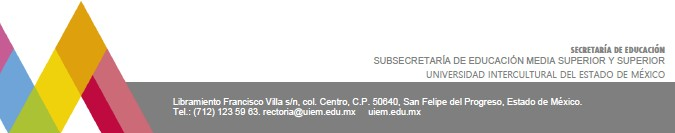 SECRETARÍA DE EDUCACIÓN
SUBSECRETARÍA DE EDUCACIÓN MEDIA SUPERIOR Y SUPERIOR
UNIVERSIDAD INTERCULTURAL DEL ESTADO DE MÉXICO
Libramiento Francisco Villa s/n, col. Centro, C.P. 50640, San Felipe del Progreso, Estado de México.
Tel.: (712) 123 59 63. rectoria@uiem.edu.mx uiem.edu.mx